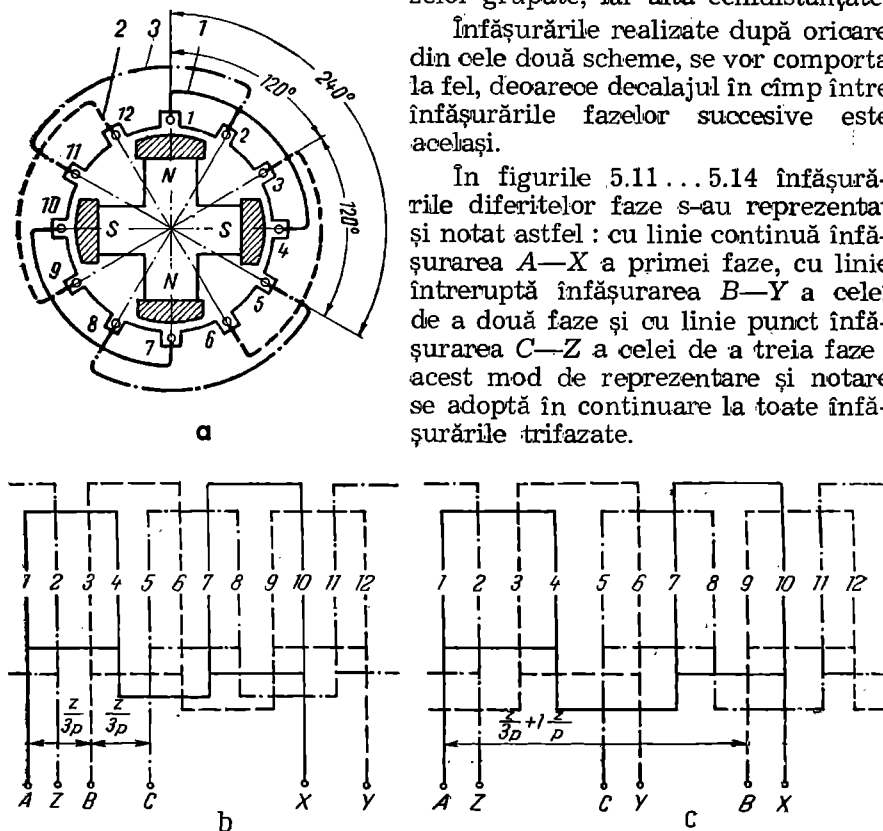 zelor grupate, iar alta echidistanțate.
Înfășurările realizate după oricare
din cele două scheme, se vor comporta
la fel, deoarece decalajul în cîmp între
înfășurările fazelor succesive este
același.
În figurile 5.11 ... 5.14 înfășură-
rile diferitelor faze s-au reprezentat
și notat astfel : cu linie continuă înfă-
șurarea A—X a primei faze, cu linie
întreruptă înfășurarea B—Y a celei
de a două faze și cu linie punct înfă-
șurarea C—Z a celei de a treia faze
acest mod de reprezentare și notare
se adoptă în continuare la toate înfă-
șurările trifazate.
2 3 1
120° 240°
120°
12 1 2
11 3
10 4
9 5
8 7 6
N
S S
N
a
1 2 3 4 5 6 7 8 9 10 11 12
z/3p z/3p
A Z B C X Y
b
1 2 3 4 5 6 7 8 9 10 11 12
z/3p + 1 z/p
A Z C Y B X
c